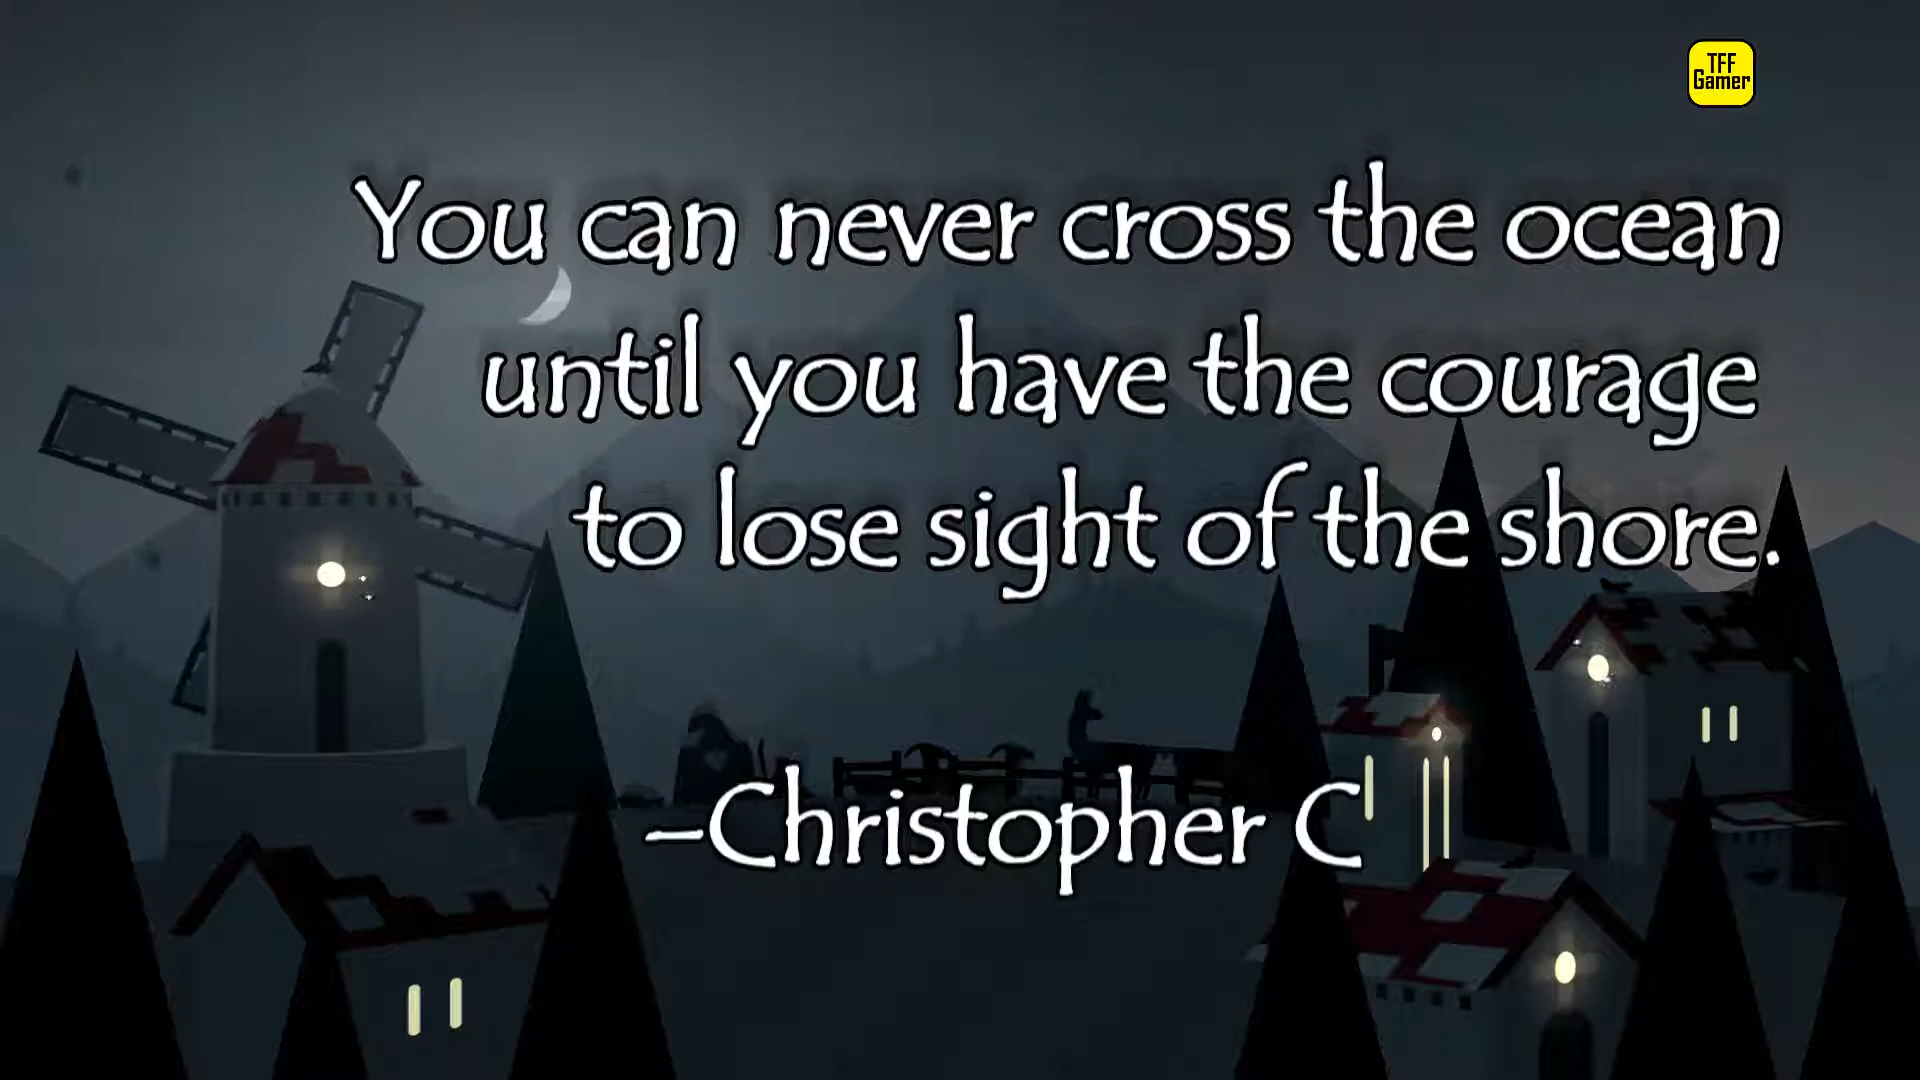 TFF
Gamer
You can never cross the ocean
until you have the courage
to lose sight of the shore.
–Christopher C